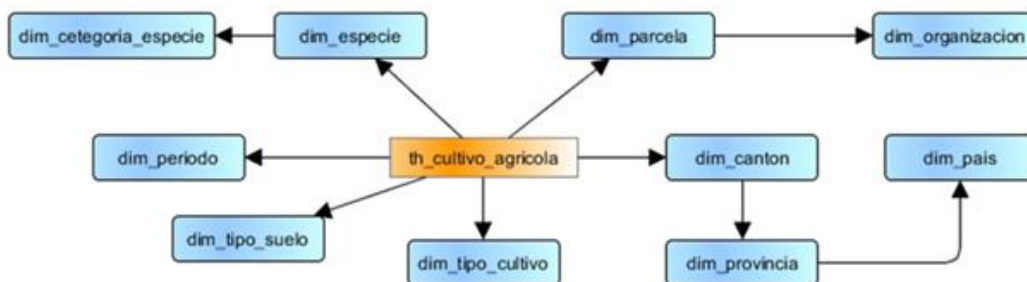 dim_cetegoria_especie
dim_especie
dim_parcela
dim_organizacion
dim_periodo
th_cultivo_agricola
dim_canton
dim_pais
dim_tipo_suelo
dim_tipo_cultivo
dim_provincia